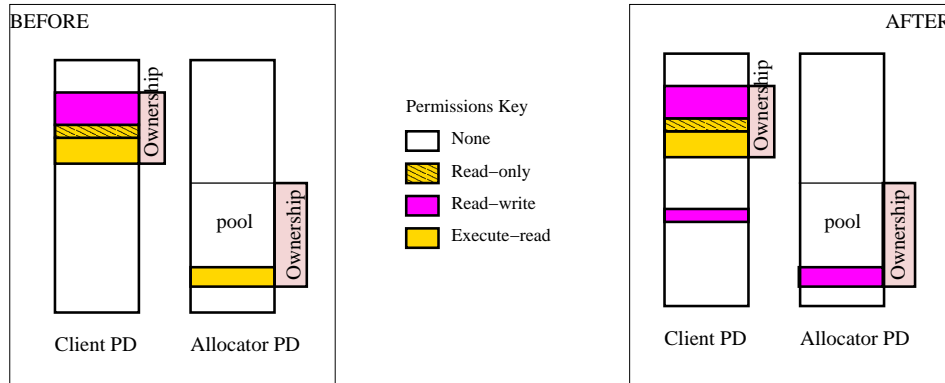 BEFORE
Ownership
pool
Ownership
Client PD
Allocator PD
Permissions Key
None
Read-only
Read-write
Execute-read
AFTER
Ownership
pool
Ownership
Client PD
Allocator PD